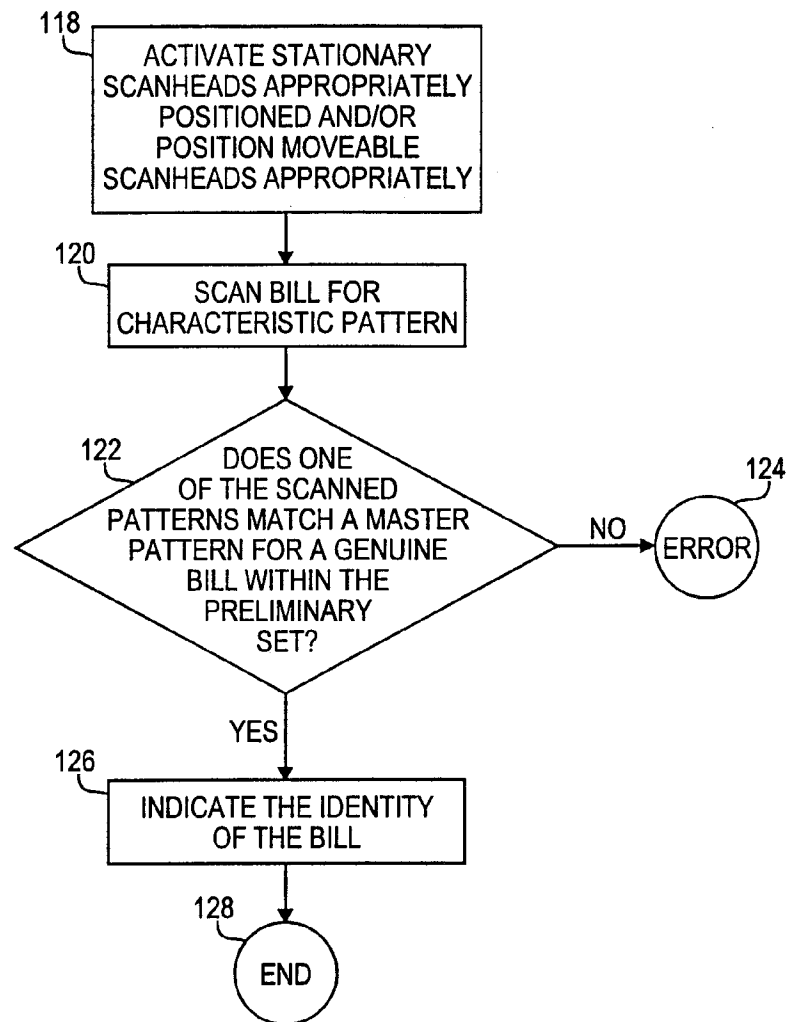 118
ACTIVATE STATIONARY
SCANHEADS APPROPRIATELY
POSITIONED AND/OR
POSITION MOVEABLE
SCANHEADS APPROPRIATELY
120
SCAN BILL FOR
CHARACTERISTIC PATTERN
122
DOES ONE
OF THE SCANNED
PATTERNS MATCH A MASTER
PATTERN FOR A GENUINE
BILL WITHIN THE
PRELIMINARY
SET?
NO
124
ERROR
YES
126
INDICATE THE IDENTITY
OF THE BILL
128
END